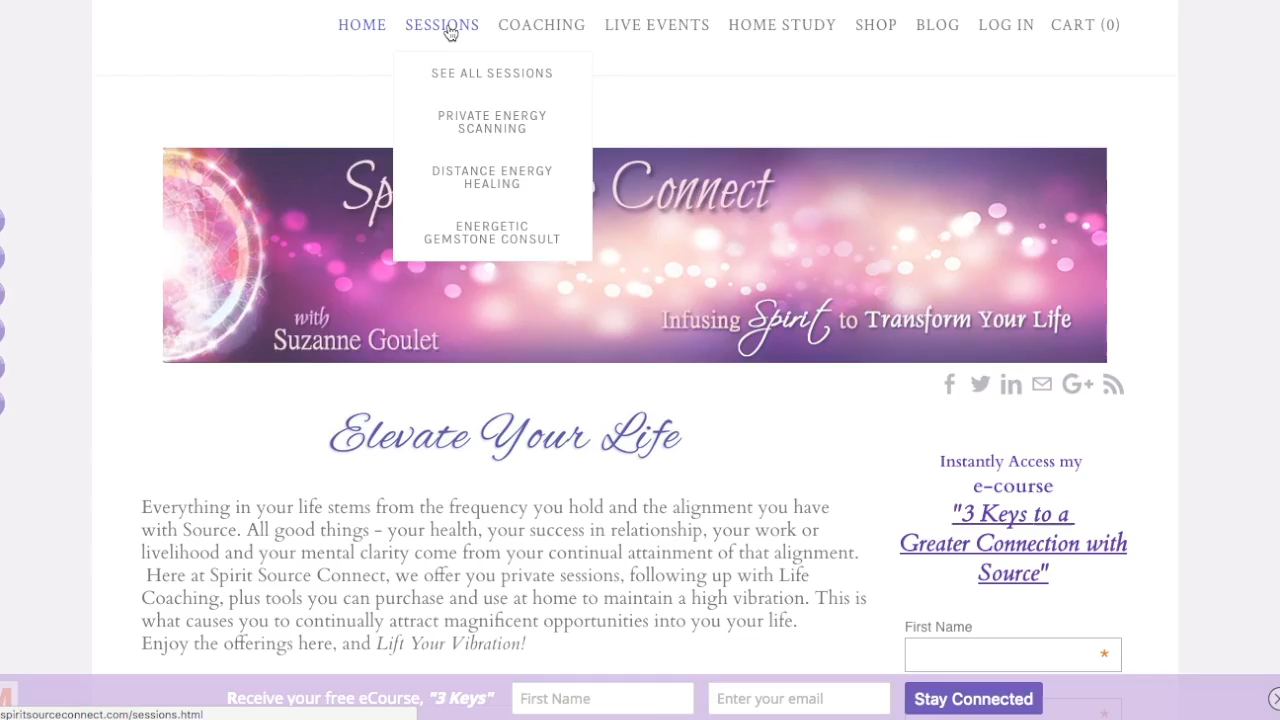 HOME SESSIONS COACHING LIVE EVENTS HOME STUDY SHOP BLOG LOG IN CART (0)
SEE ALL SESSIONS
PRIVATE ENERGY
SCANNING
DISTANCE ENERGY
HEALING
ENERGETIC
GEMSTONE CONSULT
Sp Connect
with
Suzanne Goulet
Infusing Spirit to Transform Your Life
Elevate Your Life
Everything in your life stems from the frequency you hold and the alignment you have
with Source. All good things - your health, your success in relationship, your work or
livelihood and your mental clarity come from your continual attainment of that alignment.
Here at Spirit Source Connect, we offer you private sessions, following up with Life
Coaching, plus tools you can purchase and use at home to maintain a high vibration. This is
what causes you to continually attract magnificent opportunities into you your life.
Enjoy the offerings here, and Lift Your Vibration!
Instantly Access my
e-course
"3 Keys to a
Greater Connection with
Source"
First Name
*
Receive your free eCourse, "3 Keys" First Name Enter your email Stay Connected
spiritsourceconnect.com/sessions.html